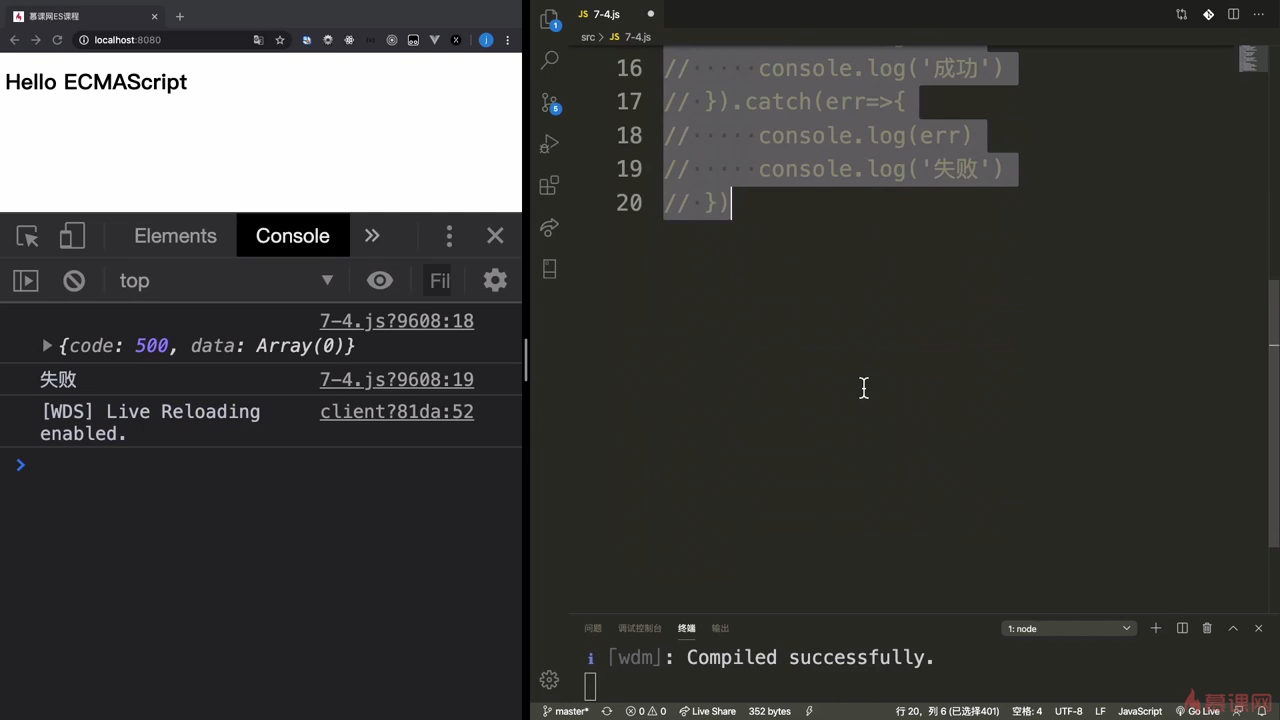 慕课网ES课程
localhost:8080
Hello ECMAScript
Elements
Console
top
Fil
7-4.js?9608:18
{code: 500, data: Array(0)}
失败
7-4.js?9608:19
[WDS] Live Reloading
enabled.
client?81da:52
JS 7-4.js
src > JS 7-4.js
16 // ····· console.log('成功')
17 // · }).catch(err=>{
18 // ····· console.log(err)
19 // ····· console.log('失败')
20 // · })
问题
调试控制台
终端
输出
1: node
i ｢wdm｣: Compiled successfully.
master*
0 0
Live Share
352 bytes
行 20，列 6 (已选择401)
空格: 4
UTF-8
LF
JavaScript
Go Live
慕课网